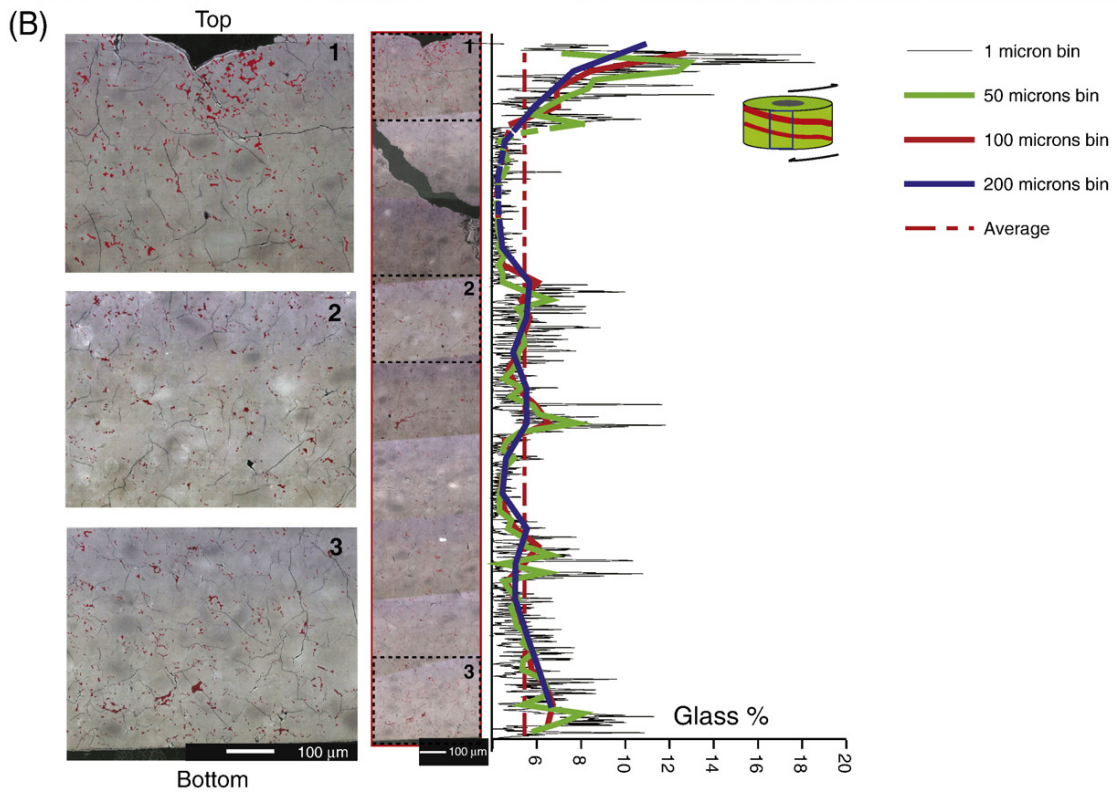 (B)
Top
1
2
3
100 µm
Bottom
1
2
3
100 µm
Glass %
6
8
10
12
14
16
18
20
1 micron bin
50 microns bin
100 microns bin
200 microns bin
Average